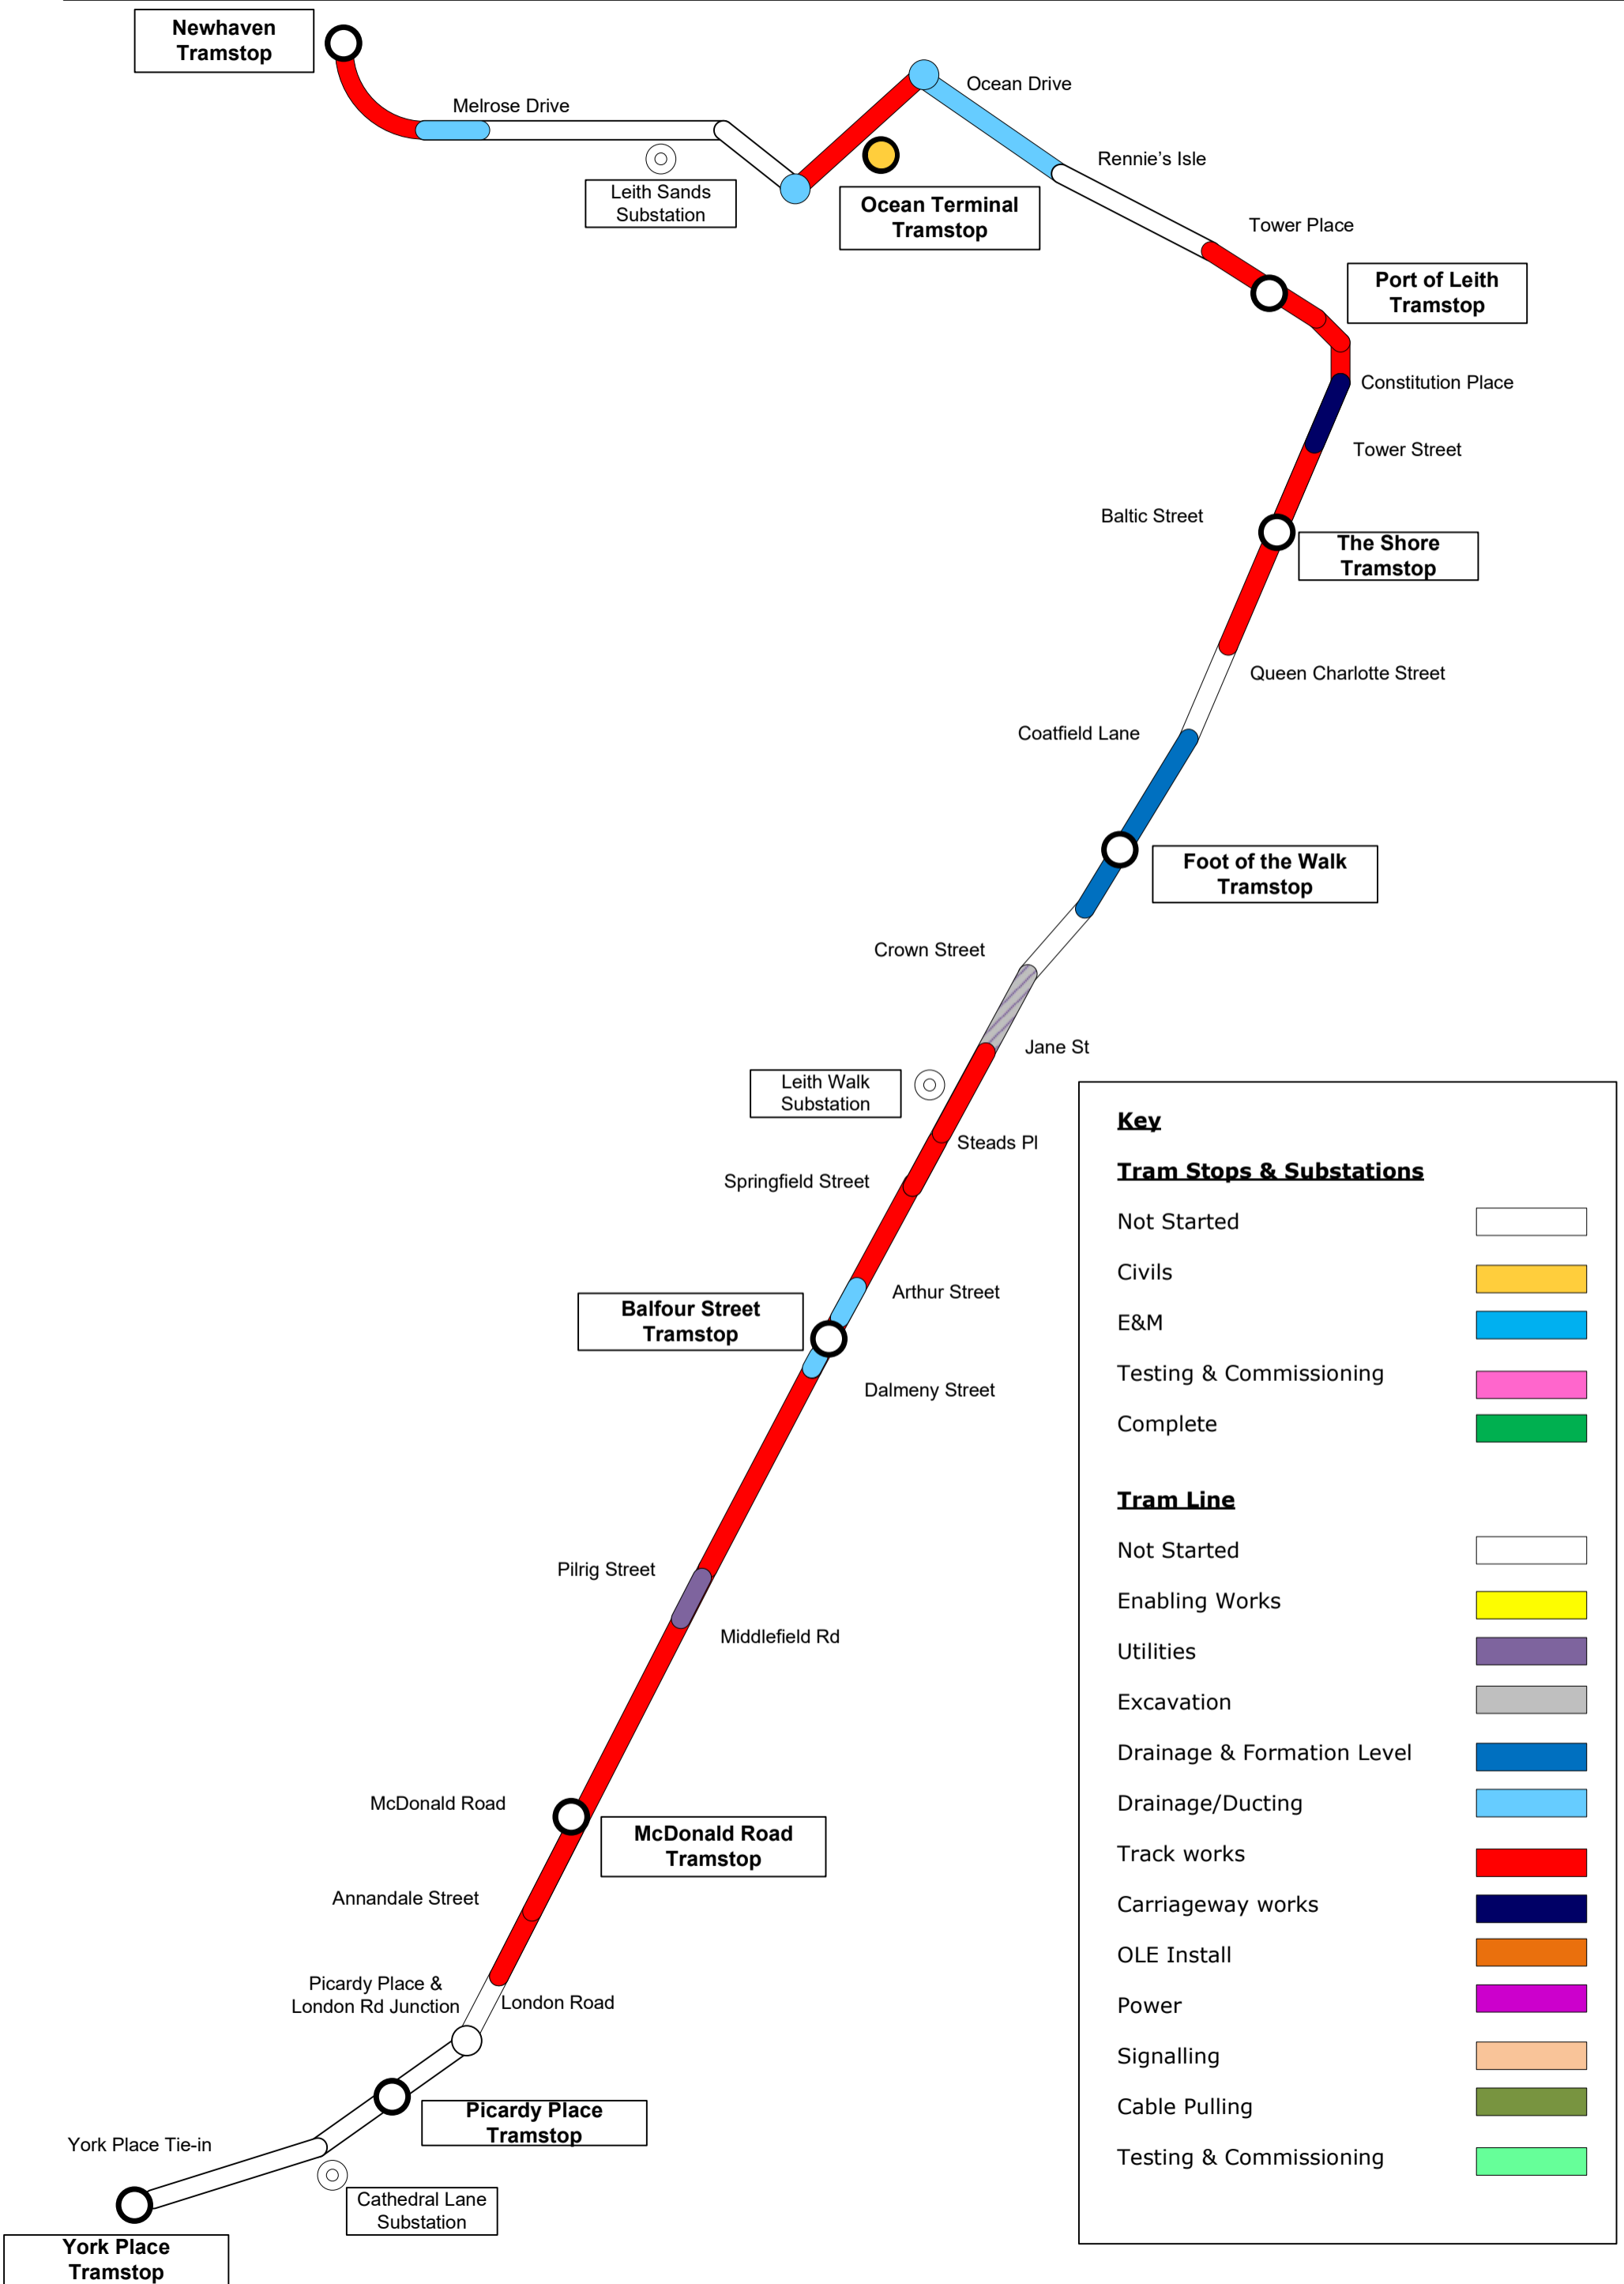 Newhaven
Tramstop
Melrose Drive
Leith Sands
Substation
Ocean Drive
Ocean Terminal
Tramstop
Rennie's Isle
Tower Place
Port of Leith
Tramstop
Constitution Place
Tower Street
Baltic Street
The Shore
Tramstop
Queen Charlotte Street
Coatfield Lane
Foot of the Walk
Tramstop
Crown Street
Jane St
Leith Walk
Substation
Steads Pl
Springfield Street
Arthur Street
Balfour Street
Tramstop
Dalmeny Street
Pilrig Street
Middlefield Rd
McDonald Road
McDonald Road
Tramstop
Annandale Street
Picardy Place &
London Rd Junction
London Road
Picardy Place
Tramstop
York Place Tie-in
Cathedral Lane
Substation
York Place
Tramstop
Key
Tram Stops & Substations
Not Started
Civils
E&M
Testing & Commissioning
Complete
Tram Line
Not Started
Enabling Works
Utilities
Excavation
Drainage & Formation Level
Drainage/Ducting
Track works
Carriageway works
OLE Install
Power
Signalling
Cable Pulling
Testing & Commissioning